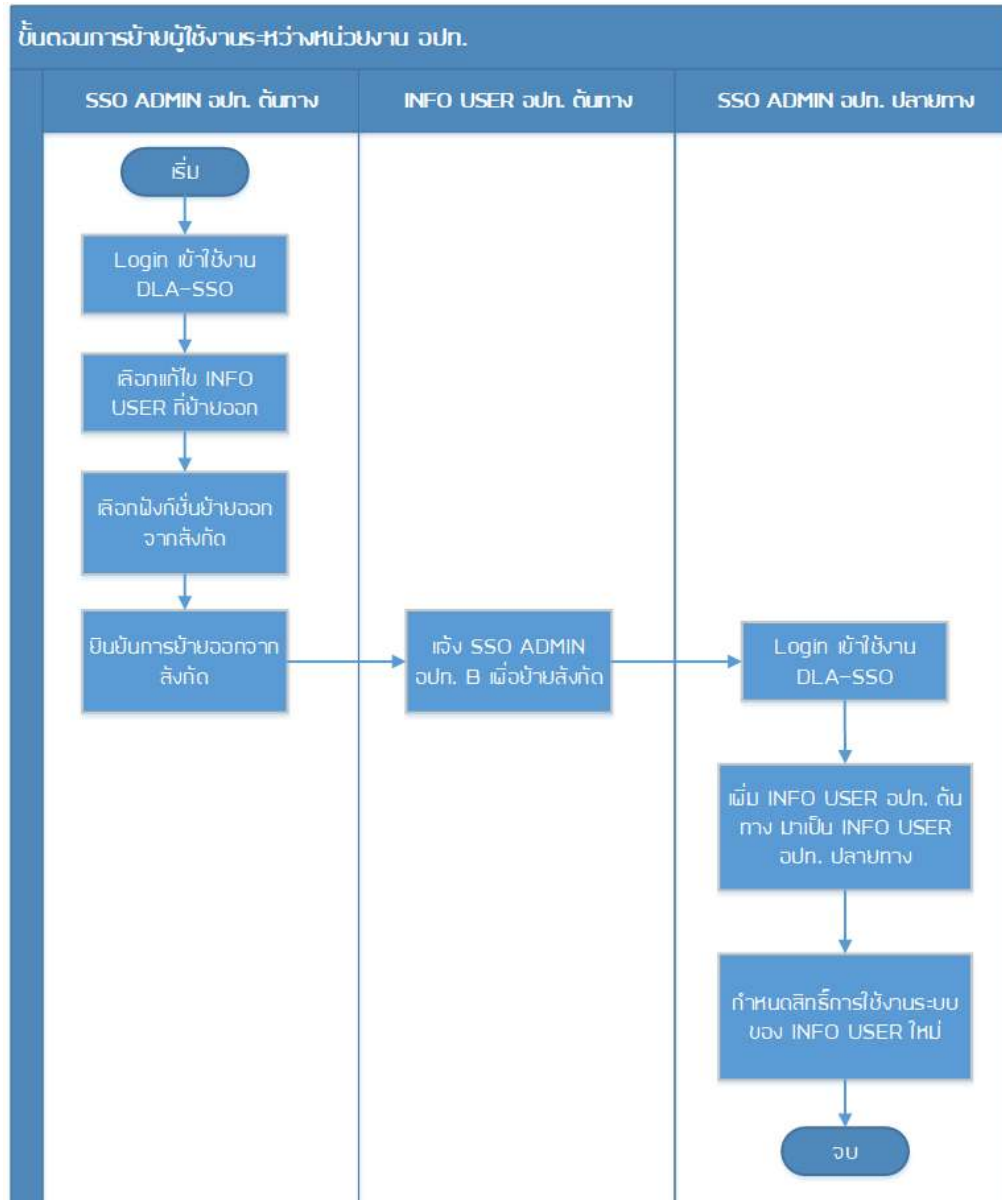 ขั้นตอนการย้ายผู้ใช้งานระหว่างหน่วยงาน อปท.
SSO ADMIN อปท. ต้นทาง
INFO USER อปท. ต้นทาง
SSO ADMIN อปท. ปลายทาง
เริ่ม
Login เข้าใช้งาน
DLA-SSO
เลือกแก้ไข INFO
USER ที่ย้ายออก
เลือกฟังก์ชั่นย้ายออก
จากสังกัด
ยืนยันการย้ายออกจาก
สังกัด
แจ้ง SSO ADMIN
อปท. B เพื่อย้ายสังกัด
Login เข้าใช้งาน
DLA-SSO
เพิ่ม INFO USER อปท. ต้น
ทาง มาเป็น INFO USER
อปท. ปลายทาง
กำหนดสิทธิ์การใช้งานระบบ
ของ INFO USER ใหม่
จบ